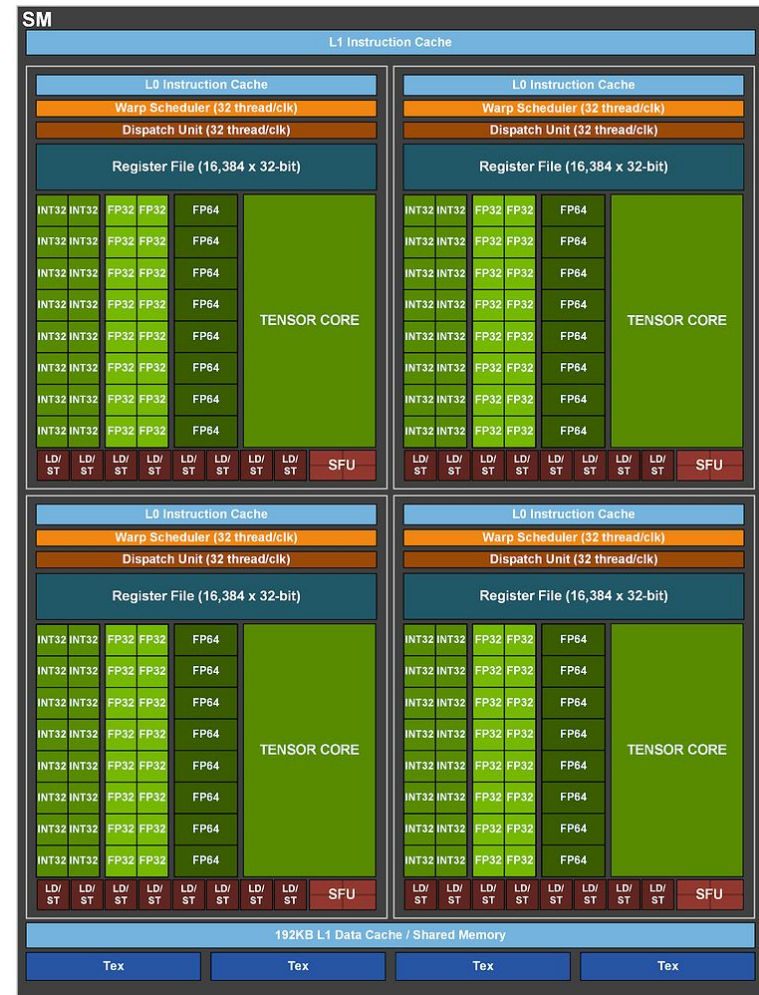 SM
L1 Instruction Cache
L0 Instruction Cache L0 Instruction Cache
Warp Scheduler (32 thread/clk) Warp Scheduler (32 thread/clk)
Dispatch Unit (32 thread/clk) Dispatch Unit (32 thread/clk)
Register File (16,384 x 32-bit) Register File (16,384 x 32-bit)
INT32 INT32 FP32 FP32 FP64 INT32 INT32 FP32 FP32 FP64
INT32 INT32 FP32 FP32 FP64 INT32 INT32 FP32 FP32 FP64
INT32 INT32 FP32 FP32 FP64 INT32 INT32 FP32 FP32 FP64
INT32 INT32 FP32 FP32 FP64 INT32 INT32 FP32 FP32 FP64
TENSOR CORE TENSOR CORE
INT32 INT32 FP32 FP32 FP64 INT32 INT32 FP32 FP32 FP64
INT32 INT32 FP32 FP32 FP64 INT32 INT32 FP32 FP32 FP64
INT32 INT32 FP32 FP32 FP64 INT32 INT32 FP32 FP32 FP64
INT32 INT32 FP32 FP32 FP64 INT32 INT32 FP32 FP32 FP64
LD/ LD/ LD/ LD/ LD/ LD/ LD/ LD/ SFU LD/ LD/ LD/ LD/ LD/ LD/ LD/ LD/ SFU
ST ST ST ST ST ST ST ST ST ST ST ST ST ST ST ST
L0 Instruction Cache L0 Instruction Cache
Warp Scheduler (32 thread/clk) Warp Scheduler (32 thread/clk)
Dispatch Unit (32 thread/clk) Dispatch Unit (32 thread/clk)
Register File (16,384 x 32-bit) Register File (16,384 x 32-bit)
INT32 INT32 FP32 FP32 FP64 INT32 INT32 FP32 FP32 FP64
INT32 INT32 FP32 FP32 FP64 INT32 INT32 FP32 FP32 FP64
INT32 INT32 FP32 FP32 FP64 INT32 INT32 FP32 FP32 FP64
INT32 INT32 FP32 FP32 FP64 INT32 INT32 FP32 FP32 FP64
TENSOR CORE TENSOR CORE
INT32 INT32 FP32 FP32 FP64 INT32 INT32 FP32 FP32 FP64
INT32 INT32 FP32 FP32 FP64 INT32 INT32 FP32 FP32 FP64
INT32 INT32 FP32 FP32 FP64 INT32 INT32 FP32 FP32 FP64
INT32 INT32 FP32 FP32 FP64 INT32 INT32 FP32 FP32 FP64
LD/ LD/ LD/ LD/ LD/ LD/ LD/ LD/ SFU LD/ LD/ LD/ LD/ LD/ LD/ LD/ LD/ SFU
ST ST ST ST ST ST ST ST ST ST ST ST ST ST ST ST
192KB L1 Data Cache / Shared Memory
Tex Tex Tex Tex